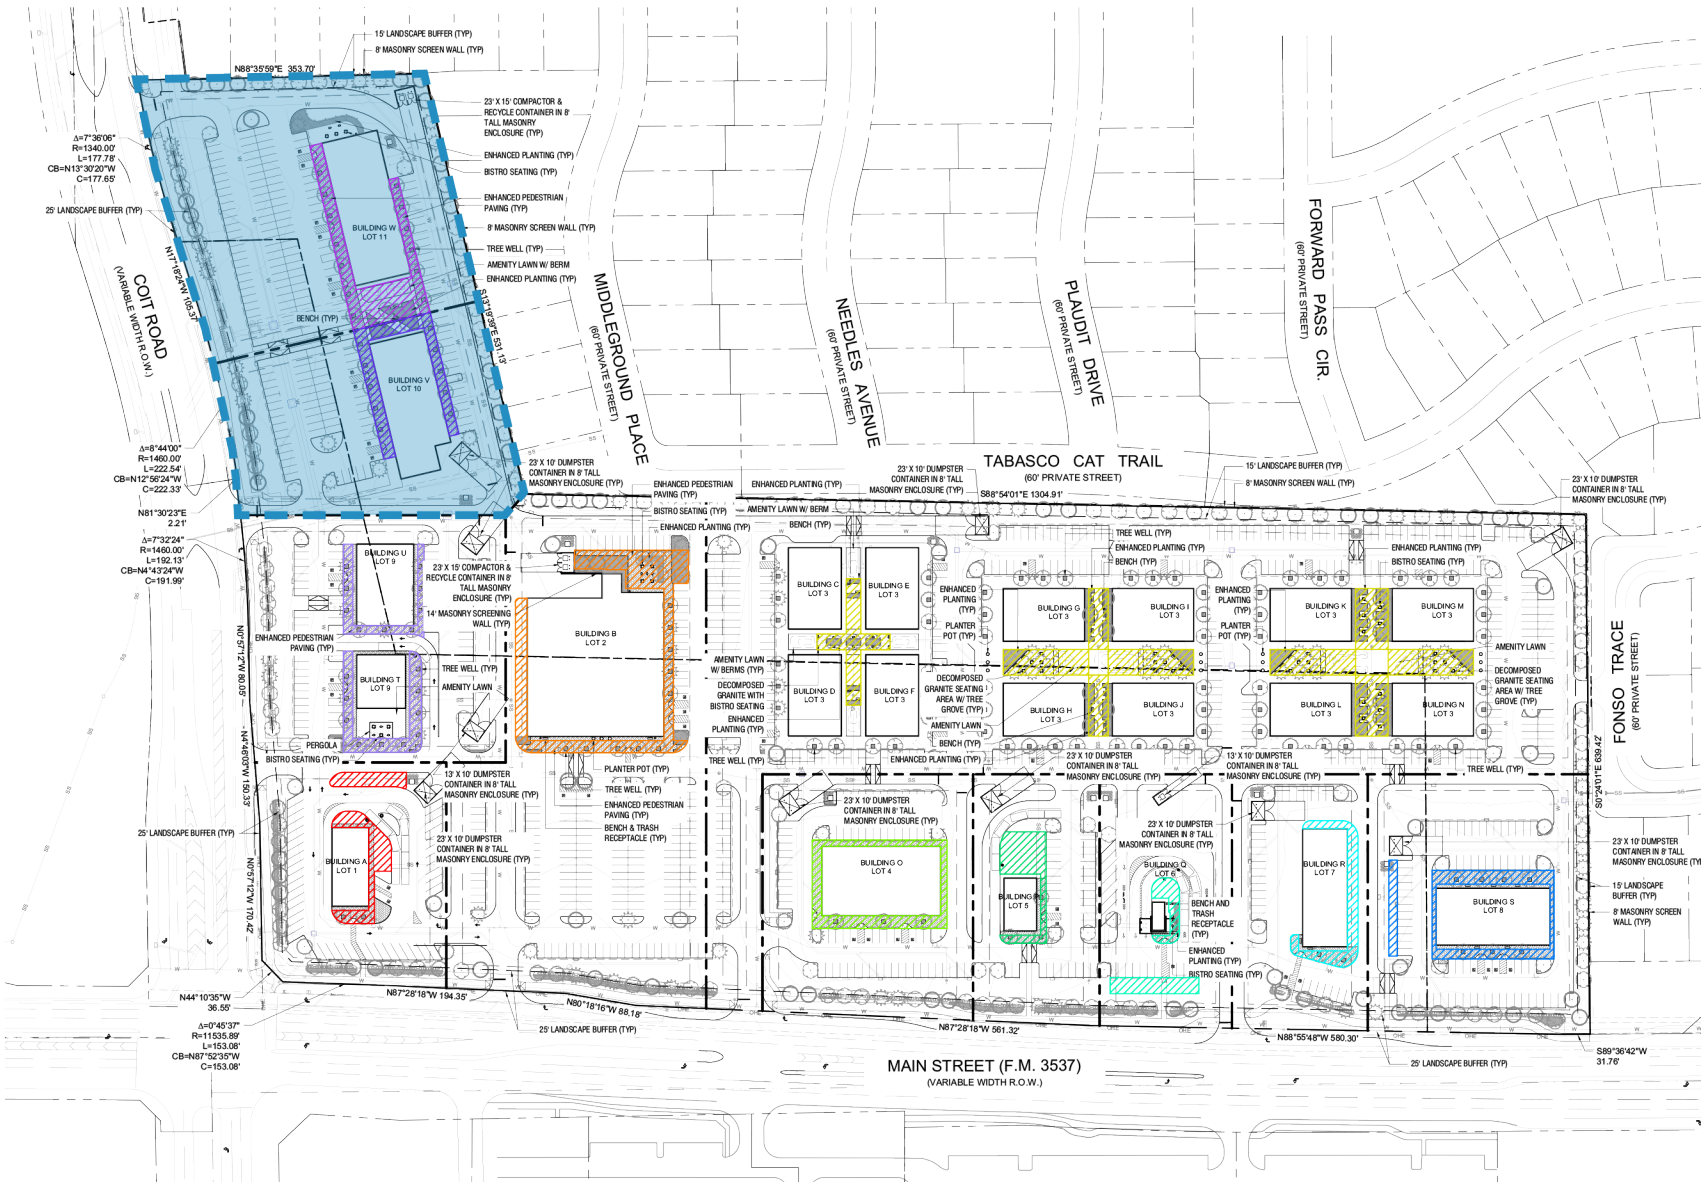 15' LANDSCAPE BUFFER (TYP)
8' MASONRY SCREEN WALL (TYP)
N88°35'59"E 353.70'
23' X 15' COMPACTOR &
RECYCLE CONTAINER IN 8'
TALL MASONRY
ENCLOSURE (TYP)
ENHANCED PLANTING (TYP)
BISTRO SEATING (TYP)
ENHANCED PEDESTRIAN
PAVING (TYP)
8' MASONRY SCREEN WALL (TYP)
TREE WELL (TYP)
AMENITY LAWN W/ BERM
ENHANCED PLANTING (TYP)
BENCH (TYP)
Δ=7°36'06"
R=1340.00'
L=177.78'
CB=N13°30'20"W
C=177.65'
25' LANDSCAPE BUFFER (TYP)
N17°18'24"W 105.37'
COIT ROAD
(VARIABLE WIDTH R.O.W.)
BUILDING W
LOT 11
BUILDING V
LOT 10
S13°19'39"E 531.13'
MIDDLEGROUND PLACE
(60' PRIVATE STREET)
NEEDLES AVENUE
(60' PRIVATE STREET)
PLAUDIT DRIVE
(60' PRIVATE STREET)
FORWARD PASS CIR.
(60' PRIVATE STREET)
TABASCO CAT TRAIL
(60' PRIVATE STREET)
S88°54'01"E 1304.91'
Δ=8°44'00"
R=1460.00'
L=222.54'
CB=N12°56'24"W
C=222.33'
N81°30'23"E
2.21'
Δ=7°32'24"
R=1460.00'
L=192.13'
CB=N4°43'24"W
C=191.99'
23' X 10' DUMPSTER
CONTAINER IN 8' TALL
MASONRY ENCLOSURE (TYP)
ENHANCED PEDESTRIAN
PAVING (TYP)
BISTRO SEATING (TYP)
ENHANCED PLANTING (TYP)
ENHANCED PLANTING (TYP)
AMENITY LAWN W/ BERM
BENCH (TYP)
23' X 10' DUMPSTER
CONTAINER IN 8' TALL
MASONRY ENCLOSURE (TYP)
15' LANDSCAPE BUFFER (TYP)
8' MASONRY SCREEN WALL (TYP)
23' X 10' DUMPSTER
CONTAINER IN 8' TALL
MASONRY ENCLOSURE (TYP)
TREE WELL (TYP)
ENHANCED PLANTING (TYP)
BENCH (TYP)
ENHANCED PLANTING (TYP)
BISTRO SEATING (TYP)
BUILDING U
LOT 9
23' X 15' COMPACTOR &
RECYCLE CONTAINER IN 8'
TALL MASONRY
ENCLOSURE (TYP)
14' MASONRY SCREENING
WALL (TYP)
ENHANCED PEDESTRIAN
PAVING (TYP)
TREE WELL (TYP)
AMENITY LAWN
BUILDING T
LOT 9
PERGOLA
BISTRO SEATING (TYP)
BUILDING B
LOT 2
BUILDING C
LOT 3
BUILDING E
LOT 3
BUILDING D
LOT 3
BUILDING F
LOT 3
ENHANCED
PLANTING
(TYP)
PLANTER
POT (TYP)
BUILDING G
LOT 3
BUILDING I
LOT 3
BUILDING H
LOT 3
BUILDING J
LOT 3
ENHANCED
PLANTING
(TYP)
PLANTER
POT (TYP)
BUILDING K
LOT 3
BUILDING M
LOT 3
BUILDING L
LOT 3
BUILDING N
LOT 3
AMENITY LAWN
W/ BERMS (TYP)
DECOMPOSED
GRANITE WITH
BISTRO SEATING
ENHANCED
PLANTING (TYP)
TREE WELL (TYP)
DECOMPOSED
GRANITE SEATING
AREA W/ TREE
GROVE (TYP)
AMENITY LAWN
BENCH (TYP)
ENHANCED PLANTING (TYP)
AMENITY LAWN
DECOMPOSED
GRANITE SEATING
AREA W/ TREE
GROVE (TYP)
FONSO TRACE
(60' PRIVATE STREET)
S0°24'01"E 639.42'
TREE WELL (TYP)
N0°57'12"W 80.05'
N4°46'03"W 150.33'
N0°57'12"W 170.42'
13' X 10' DUMPSTER
CONTAINER IN 8' TALL
MASONRY ENCLOSURE (TYP)
PLANTER POT (TYP)
TREE WELL (TYP)
ENHANCED PEDESTRIAN
PAVING (TYP)
BENCH & TRASH
RECEPTACLE (TYP)
25' LANDSCAPE BUFFER (TYP)
23' X 10' DUMPSTER
CONTAINER IN 8' TALL
MASONRY ENCLOSURE (TYP)
BUILDING A
LOT 1
23' X 10' DUMPSTER
CONTAINER IN 8' TALL
MASONRY ENCLOSURE (TYP)
23' X 10' DUMPSTER
CONTAINER IN 8' TALL
MASONRY ENCLOSURE (TYP)
13' X 10' DUMPSTER
CONTAINER IN 8' TALL
MASONRY ENCLOSURE (TYP)
23' X 10' DUMPSTER
CONTAINER IN 8' TALL
MASONRY ENCLOSURE (TYP)
BUILDING O
LOT 4
BUILDING
LOT 5
BUILDING Q
LOT 6
BENCH AND
TRASH
RECEPTACLE
(TYP)
ENHANCED
PLANTING (TYP)
BISTRO SEATING (TYP)
BUILDING R
LOT 7
BUILDING S
LOT 8
23' X 10' DUMPSTER
CONTAINER IN 8' TALL
MASONRY ENCLOSURE (TY
15' LANDSCAPE
BUFFER (TYP)
8' MASONRY SCREEN
WALL (TYP)
N44°10'35"W
36.55'
N87°28'18"W 194.35'
N80°18'16"W 88.18'
25' LANDSCAPE BUFFER (TYP)
N87°28'18"W 561.32'
N88°55'48"W 580.30'
S89°36'42"W
31.76'
25' LANDSCAPE BUFFER (TYP)
Δ=0°45'37"
R=11535.89'
L=153.08'
CB=N87°52'35"W
C=153.08'
MAIN STREET (F.M. 3537)
(VARIABLE WIDTH R.O.W.)